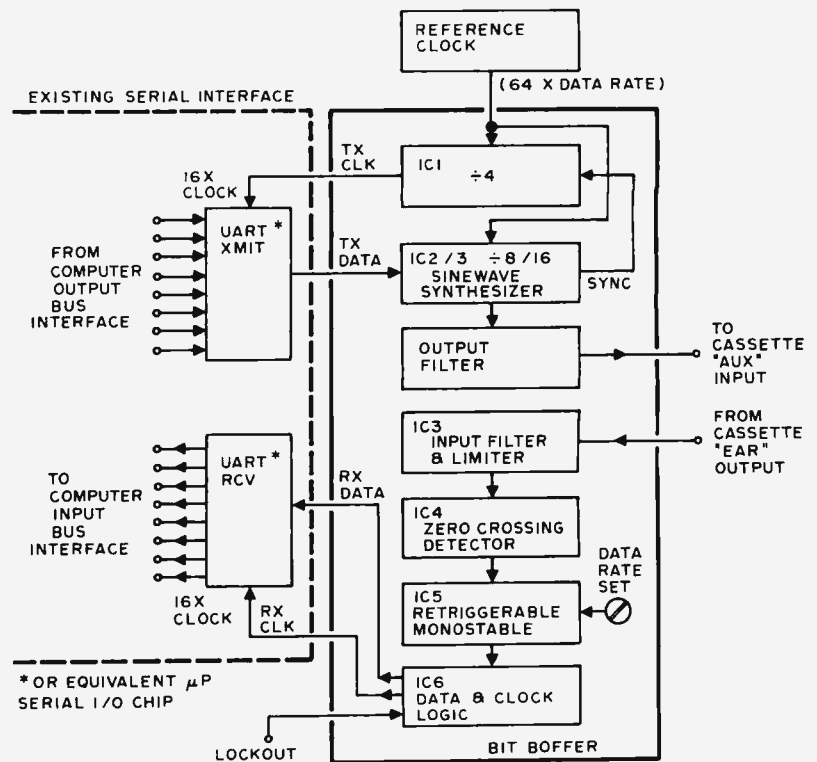 REFERENCE
CLOCK
(64 X DATA RATE)
EXISTING SERIAL INTERFACE
TX
CLK
IC1
÷4
16X
CLOCK
UART *
XMIT
FROM
COMPUTER
OUTPUT
BUS
INTERFACE
TX
DATA
IC2 / 3 ÷8 /16
SINEWAVE
SYNTHESIZER
SYNC
OUTPUT
FILTER
TO
CASSETTE
"AUX"
INPUT
IC3
INPUT FILTER
& LIMITER
FROM
CASSETTE
"EAR"
OUTPUT
UART *
RCV
TO
COMPUTER
INPUT
BUS
INTERFACE
RX
DATA
IC4
ZERO CROSSING
DETECTOR
DATA
RATE
SET
16X
CLOCK
RX
CLK
IC5
RETRIGGERABLE
MONOSTABLE
IC6
DATA & CLOCK
LOGIC
*OR EQUIVALENT µP
SERIAL I/O CHIP
LOCKOUT
BIT BOFFER